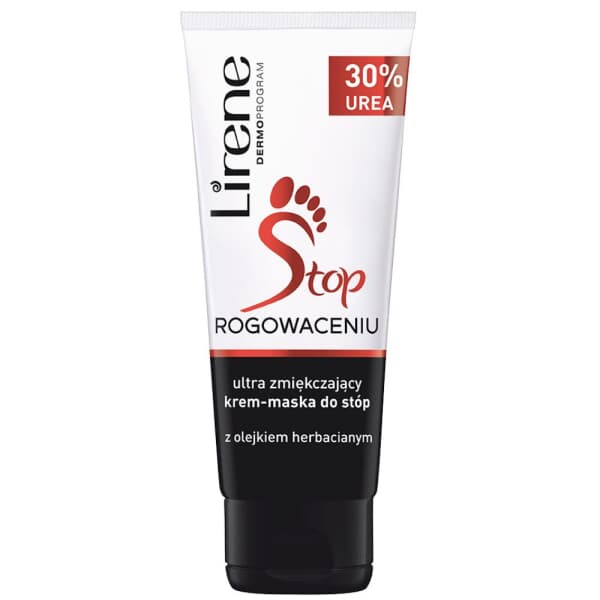 Lirene
DERMOPROGRAM
30%
UREA
Stop
ROGOWACENIU
ultra zmiękczający
krem-maska do stóp
z olejkiem herbacianym